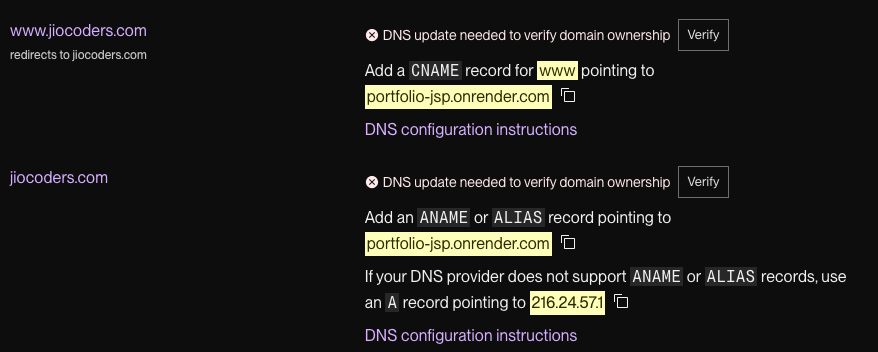 www.jiocoders.com
redirects to jiocoders.com
DNS update needed to verify domain ownership Verify
Add a CNAME record for www pointing to
portfolio-jsp.onrender.com
DNS configuration instructions
jiocoders.com
DNS update needed to verify domain ownership Verify
Add an ANAME or ALIAS record pointing to
portfolio-jsp.onrender.com
If your DNS provider does not support ANAME or ALIAS records, use
an A record pointing to 216.24.57.1
DNS configuration instructions